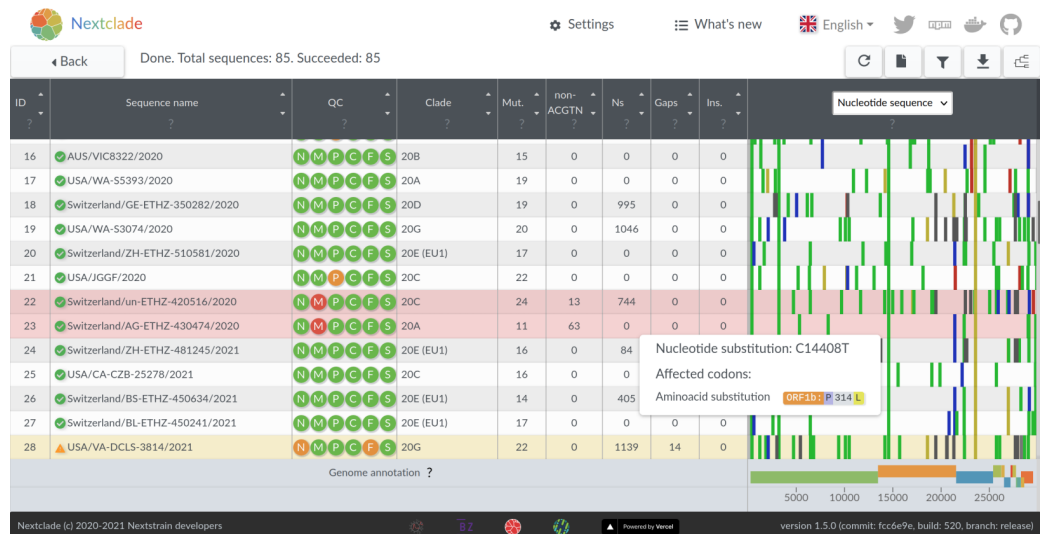 Nextclade
Settings
What's new
English
Back
Done. Total sequences: 85. Succeeded: 85
ID Sequence name QC Clade Mut. non-ACGTN Ns Gaps Ins. Nucleotide sequence
? ? ? ? ? ? ? ? ? ?
16 AUS/VIC8322/2020 N M P C F S 20B 15 0 0 0 0
17 USA/WA-S5393/2020 N M P C F S 20A 19 0 0 0 0
18 Switzerland/GE-ETHZ-350282/2020 N M P C F S 20D 19 0 995 0 0
19 USA/WA-S3074/2020 N M P C F S 20G 20 0 1046 0 0
20 Switzerland/ZH-ETHZ-510581/2020 N M P C F S 20E (EU1) 17 0 0 0 0
21 USA/JGGF/2020 N M P C F S 20C 22 0 0 0 0
22 Switzerland/un-ETHZ-420516/2020 N M P C F S 20C 24 13 744 0 0
23 Switzerland/AG-ETHZ-430474/2020 N M P C F S 20A 11 63 0 0 0
24 Switzerland/ZH-ETHZ-481245/2021 N M P C F S 20E (EU1) 16 0 84
25 USA/CA-CZB-25278/2021 N M P C F S 20C 16 0 0
26 Switzerland/BS-ETHZ-450634/2021 N M P C F S 20E (EU1) 14 0 405
27 Switzerland/BL-ETHZ-450241/2021 N M P C F S 20E (EU1) 17 0 0 0 0
28 USA/VA-DCLS-3814/2021 N M P C F S 20G 22 0 1139 14 0
Nucleotide substitution: C14408T
Affected codons:
Aminoacid substitution ORF1b: P 314 L
Genome annotation ?
5000 10000 15000 20000 25000
Nextclade (c) 2020-2021 Nextstrain developers
BZ
Powered by Vercel
version 1.5.0 (commit: fcc6e9e, build: 520, branch: release)